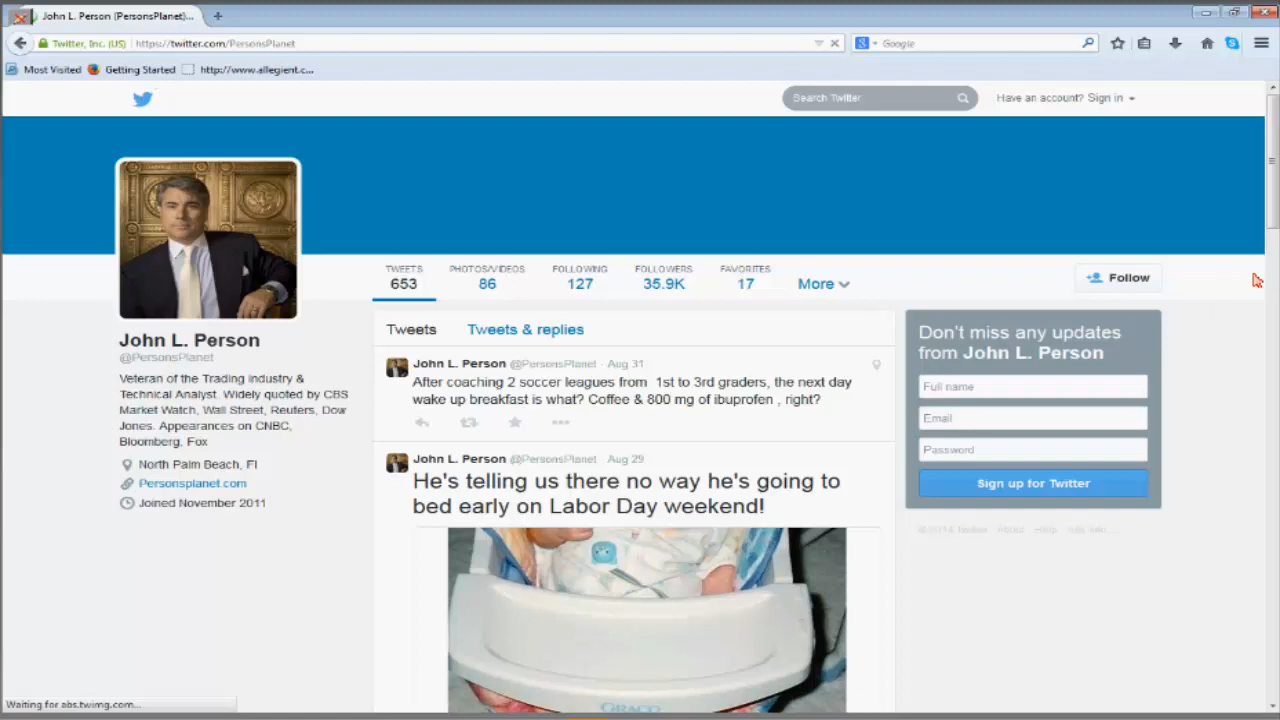 John L. Person (PersonsPlanet)...
Twitter, Inc. (US) https://twitter.com/PersonsPlanet
Google
Most Visited Getting Started http://www.allegient.c...
Search Twitter
Have an account? Sign in
TWEETS PHOTOS/VIDEOS FOLLOWING FOLLOWERS FAVORITES
653 86 127 35.9K 17 More
Follow
John L. Person
@PersonsPlanet
Veteran of the Trading Industry &
Technical Analyst. Widely quoted by CBS
Market Watch, Wall Street, Reuters, Dow
Jones. Appearances on CNBC,
Bloomberg, Fox
North Palm Beach, Fl
Personsplanet.com
Joined November 2011
Tweets Tweets & replies
John L. Person @PersonsPlanet · Aug 31
After coaching 2 soccer leagues from 1st to 3rd graders, the next day
wake up breakfast is what? Coffee & 800 mg of ibuprofen , right?
John L. Person @PersonsPlanet · Aug 29
He's telling us there no way he's going to
bed early on Labor Day weekend!
GRACO
Don't miss any updates
from John L. Person
Full name
Email
Password
Sign up for Twitter
© 2014 Twitter About Help
Waiting for abs.twimg.com...